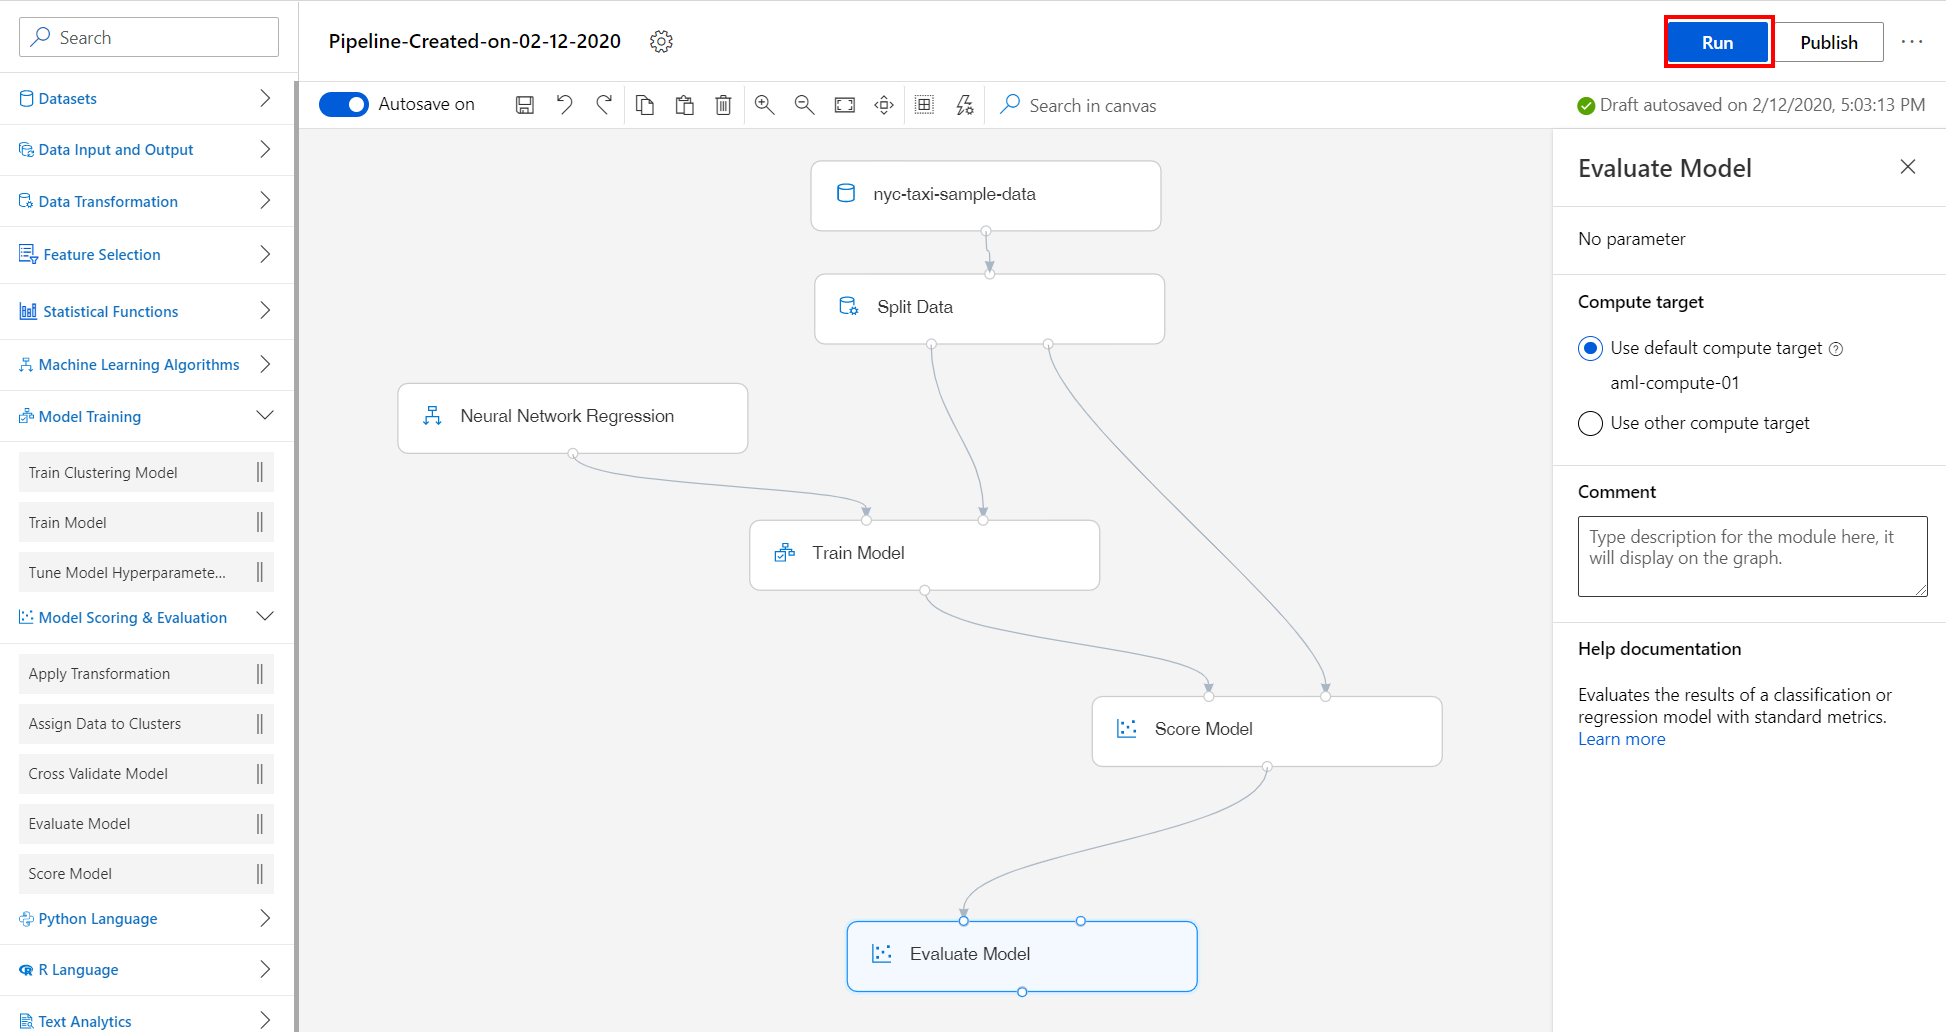 Search
Datasets
Data Input and Output
Data Transformation
Feature Selection
Statistical Functions
Machine Learning Algorithms
Model Training
Train Clustering Model
Train Model
Tune Model Hyperparamete...
Model Scoring & Evaluation
Apply Transformation
Assign Data to Clusters
Cross Validate Model
Evaluate Model
Score Model
Python Language
R Language
Text Analytics
Pipeline-Created-on-02-12-2020
Run
Publish
Autosave on
Search in canvas
Draft autosaved on 2/12/2020, 5:03:13 PM
nyc-taxi-sample-data
Split Data
Neural Network Regression
Train Model
Score Model
Evaluate Model
Evaluate Model
No parameter
Compute target
Use default compute target
aml-compute-01
Use other compute target
Comment
Type description for the module here, it
will display on the graph.
Help documentation
Evaluates the results of a classification or
regression model with standard metrics.
Learn more